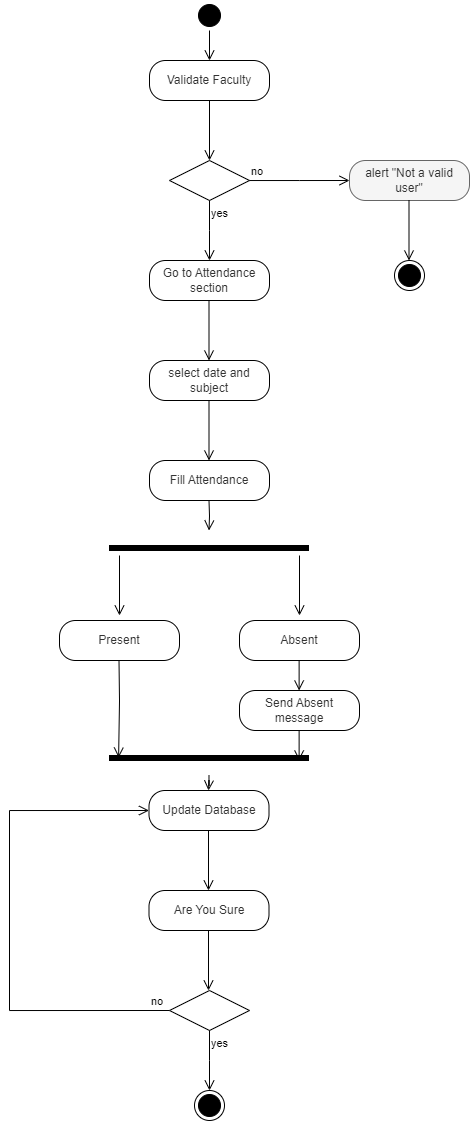 Validate Faculty
no
alert "Not a valid
user"
yes
Go to Attendance
section
select date and
subject
Fill Attendance
Present
Absent
Send Absent
message
Update Database
Are You Sure
no
yes